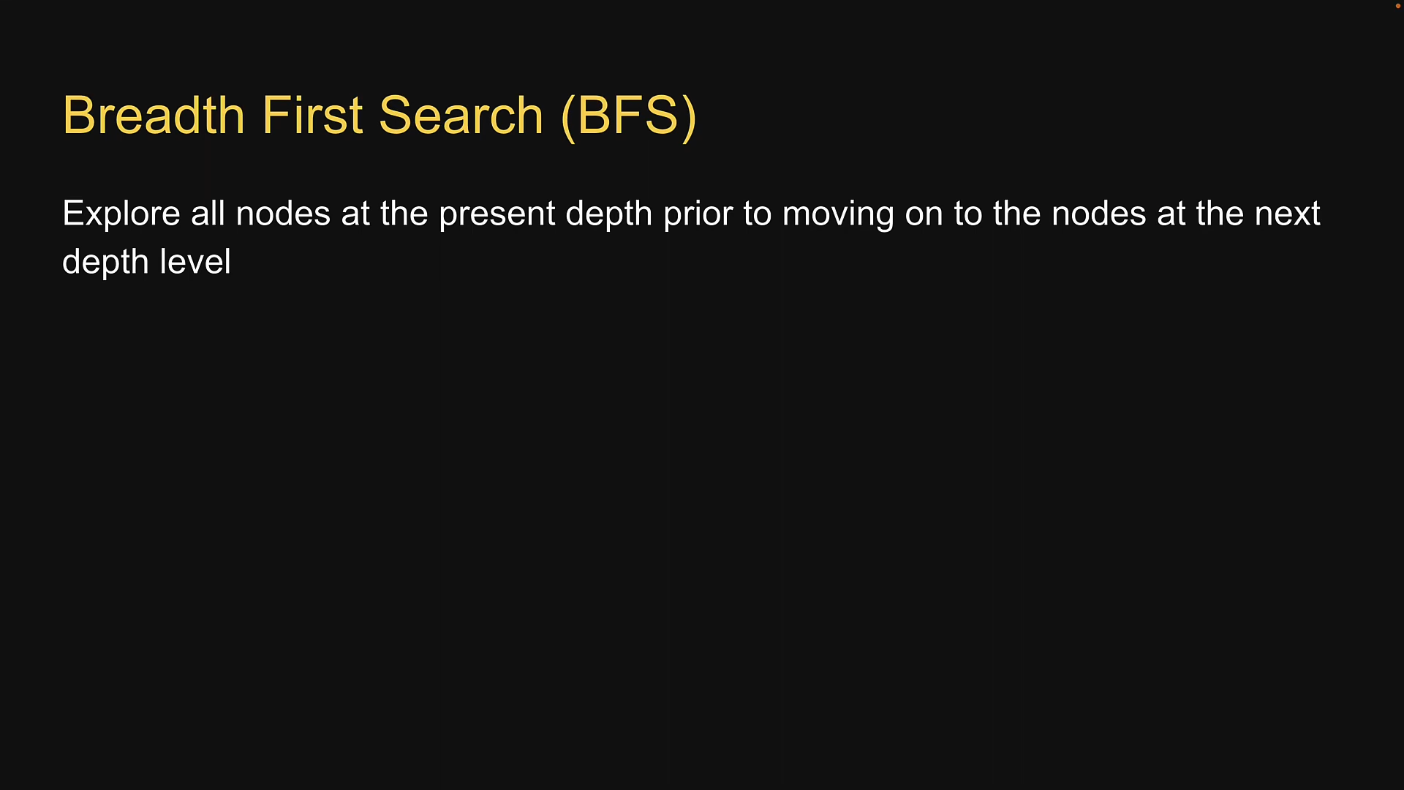 Breadth First Search (BFS)
Explore all nodes at the present depth prior to moving on to the nodes at the next
depth level